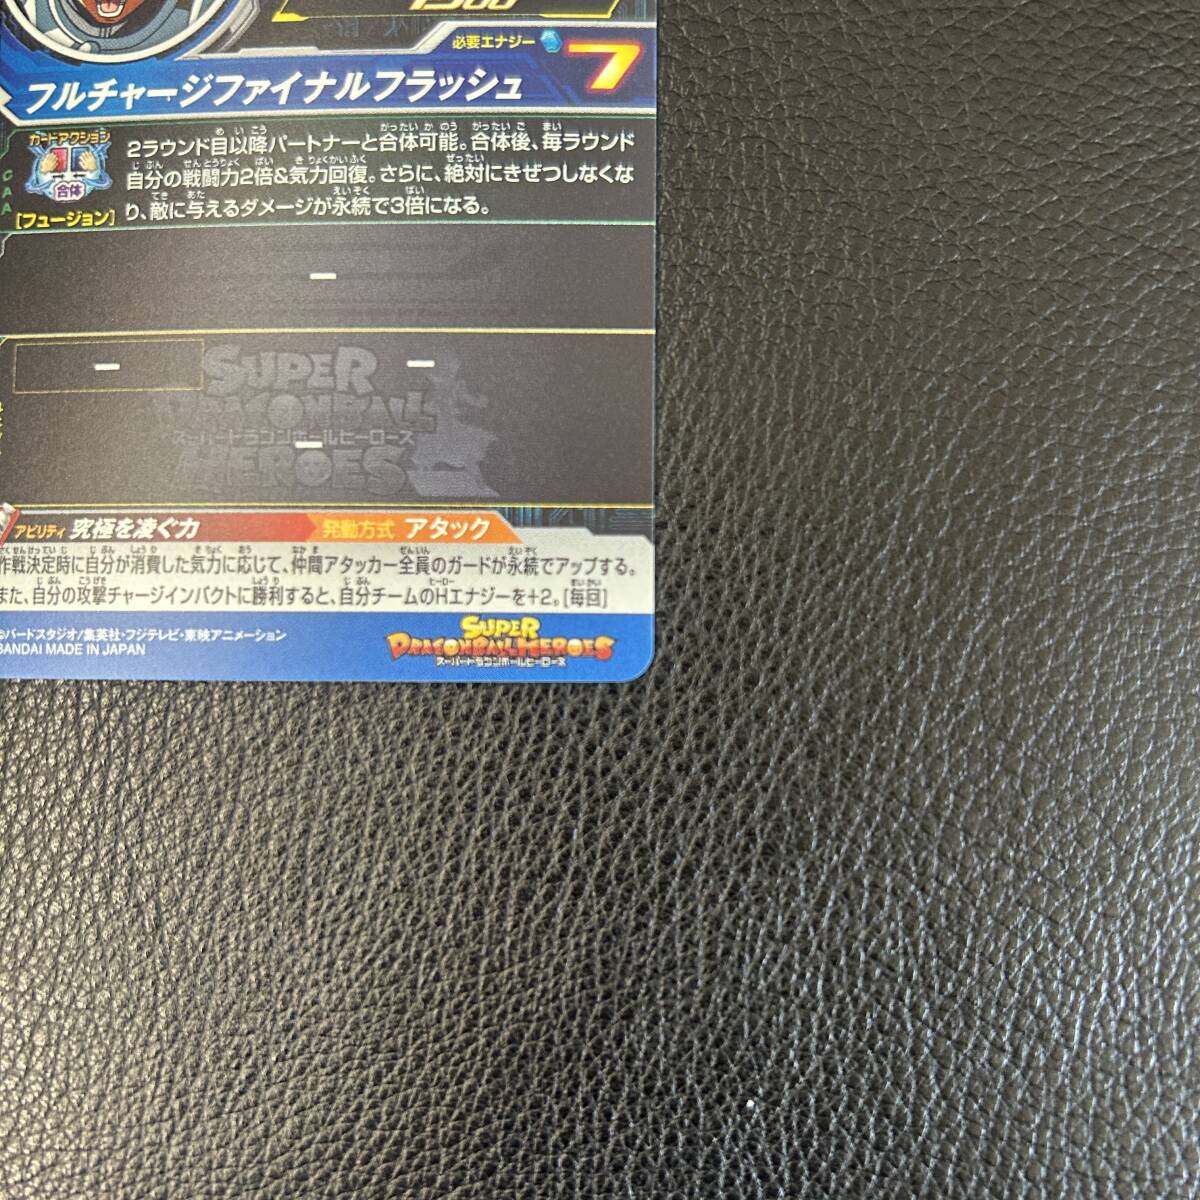 必要エナジー 7
フルチャージファイナルフラッシュ
カードアクション
合体
[フュージョン]
CAA
2ラウンド目以降パートナーと合体可能。合体後、毎ラウンド
自分の戦闘力2倍&気力回復。さらに、絶対にきぜつしなくな
り、敵に与えるダメージが永続で3倍になる。
SUPER
DRAGONBALL
スーパードラゴンボールヒーローズ
HEROES
アビリティ 究極を凌ぐ力 発動方式 アタック
作戦決定時に自分が消費した気力に応じて、仲間アタッカー全員のガードが永続でアップする。
また、自分の攻撃チャージインパクトに勝利すると、自分チームのHエナジーを+2。[毎回]
©バードスタジオ/集英社・フジテレビ・東映アニメーション
BANDAI MADE IN JAPAN
SUPER
DRAGONBALL HEROES
スーパードラゴンボールヒーローズ